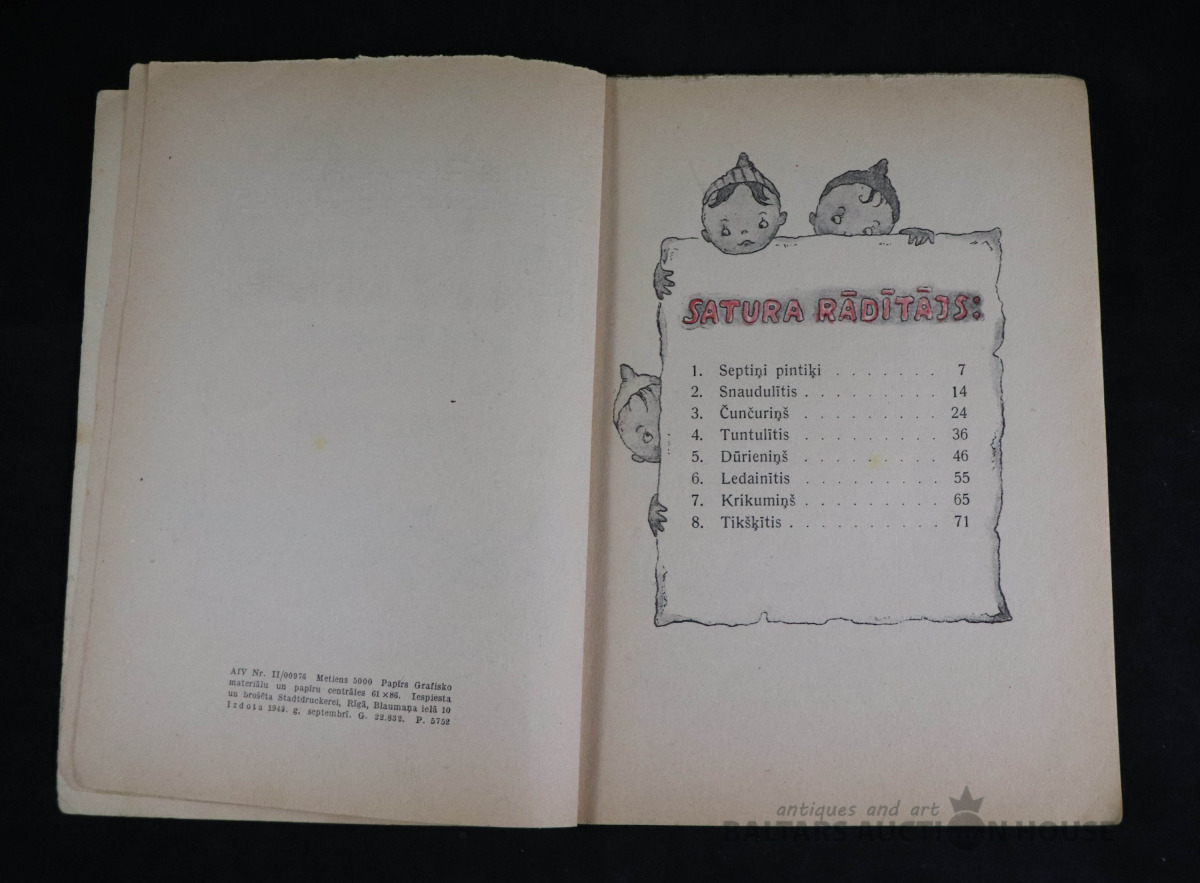 AIV Nr. II/00976 Metiens 5000 Papīrs Grafisko
materiālu un papīru centrāles 61×86. Iespiesta
un brošēta Stadtdruckerei, Rīgā, Blaumaņa ielā 10
Izdota 1943. g. septembrī. G. 22.832. P. 5752
SATURA RĀDĪTĀJS:
1. Septiņi pintiķi . . . . . . . 7
2. Snaudulītis . . . . . . . . . 14
3. Čunčuriņš . . . . . . . . . 24
4. Tuntulītis . . . . . . . . . 36
5. Dūrieniņš . . . . . . . . . 46
6. Ledainītis . . . . . . . . . 55
7. Krikumiņš . . . . . . . . . 65
8. Tikšķītis . . . . . . . . . . 71
antiques and art
BALTARS AUCTION HOUSE